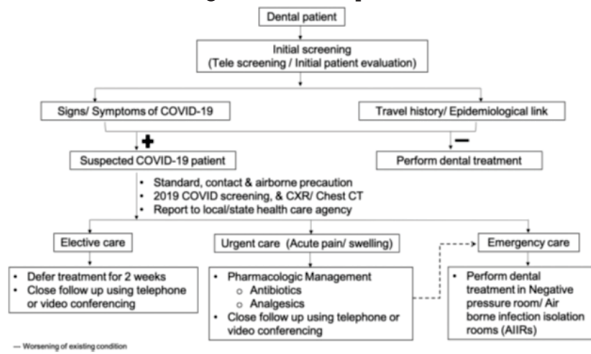 Dental patient
Initial screening
(Tele screening / Initial patient evaluation)
Signs/ Symptoms of COVID-19
Travel history/ Epidemiological link
+
−
Suspected COVID-19 patient
Perform dental treatment
• Standard, contact & airborne precaution
• 2019 COVID screening, & CXR/ Chest CT
• Report to local/state health care agency
Elective care
Urgent care (Acute pain/ swelling)
Emergency care
• Defer treatment for 2 weeks
• Close follow up using telephone
or video conferencing
• Pharmacologic Management
o Antibiotics
o Analgesics
• Close follow up using telephone or
video conferencing
• Perform dental
treatment in Negative
pressure room/ Air
borne infection isolation
rooms (AIIRs)
--- Worsening of existing condition